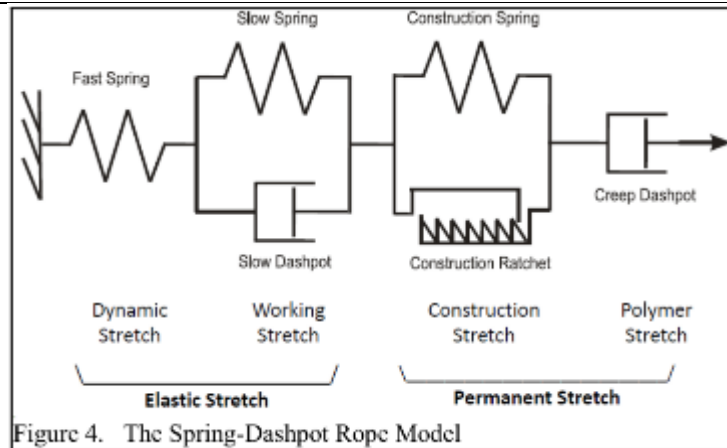 Slow Spring
Construction Spring
Fast Spring
Creep Dashpot
Slow Dashpot
Construction Ratchet
Dynamic Stretch
Working Stretch
Construction Stretch
Polymer Stretch
Elastic Stretch
Permanent Stretch
Figure 4. The Spring-Dashpot Rope Model